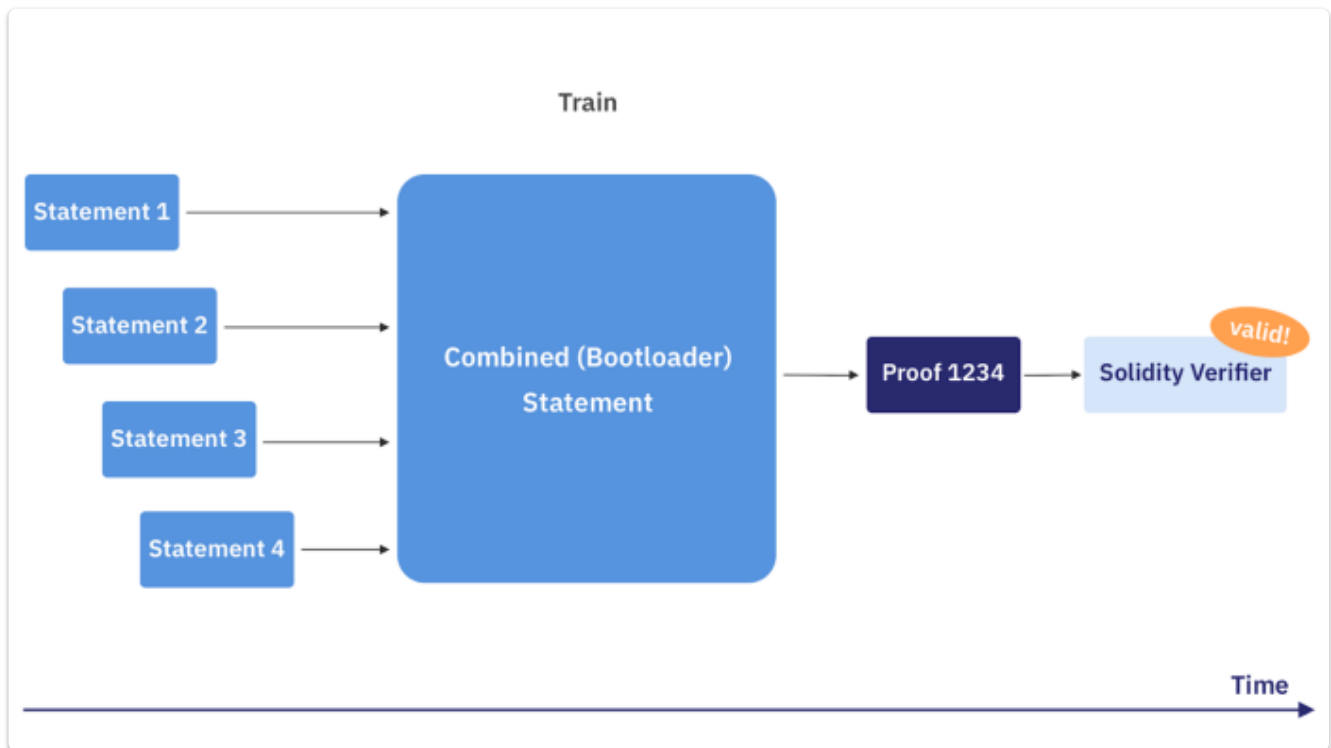 Train
Statement 1
Statement 2
Statement 3
Statement 4
Combined (Bootloader)
Statement
Proof 1234
valid!
Solidity Verifier
Time